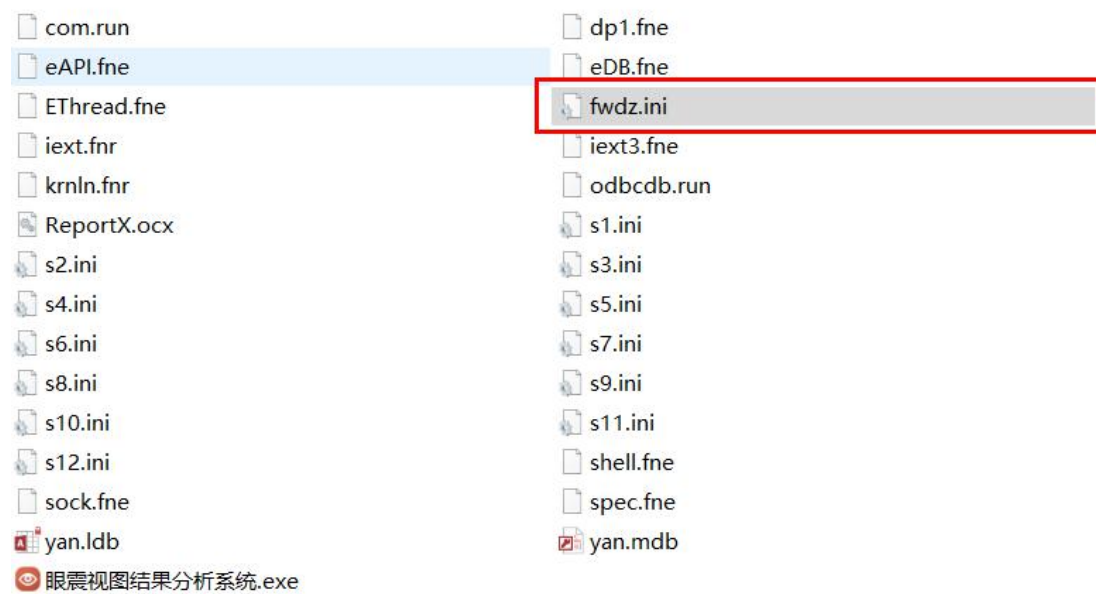 com.run dp1.fne
eAPI.fne eDB.fne
EThread.fne fwdz.ini
iext.fnr iext3.fne
krnln.fnr odbcdb.run
ReportX.ocx s1.ini
s2.ini s3.ini
s4.ini s5.ini
s6.ini s7.ini
s8.ini s9.ini
s10.ini s11.ini
s12.ini shell.fne
sock.fne spec.fne
yan.ldb yan.mdb
眼震视图结果分析系统.exe